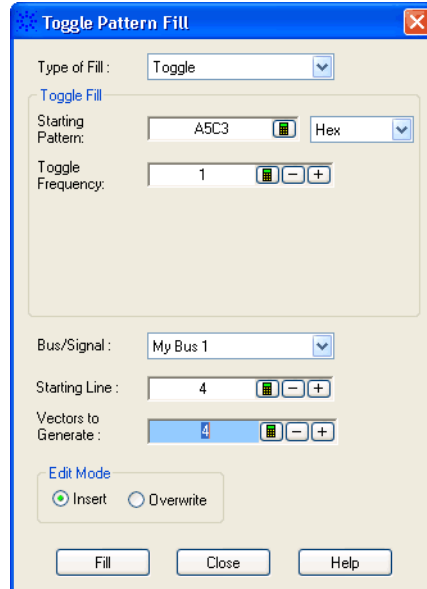 Toggle Pattern Fill
Type of Fill : Toggle
Toggle Fill
Starting Pattern: A5C3 Hex
Toggle Frequency: 1
Bus/Signal : My Bus 1
Starting Line : 4
Vectors to Generate : 4
Edit Mode
Insert Overwrite
Fill Close Help